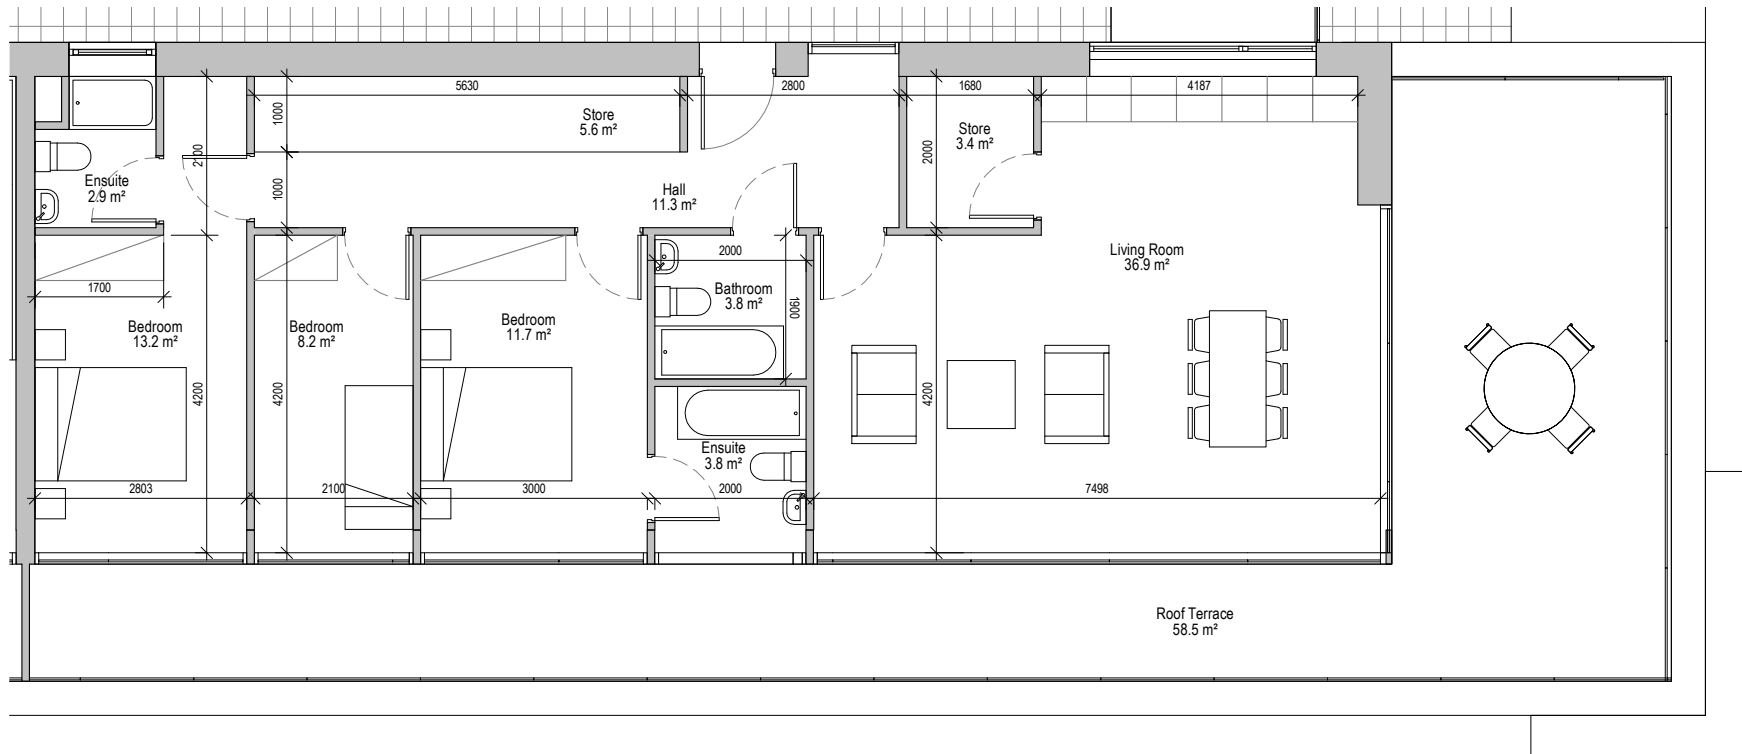 5630
2800
1680
4187
1000
Store
5.6 m²
Store
3.4 m²
2100
2000
1000
Ensuite
2.9 m²
Hall
11.3 m²
Living Room
36.9 m²
2000
1700
Bathroom
3.8 m²
1900
Bedroom
13.2 m²
Bedroom
8.2 m²
Bedroom
11.7 m²
4200
4200
4200
Ensuite
3.8 m²
2803
2100
3000
2000
7498
Roof Terrace
58.5 m²